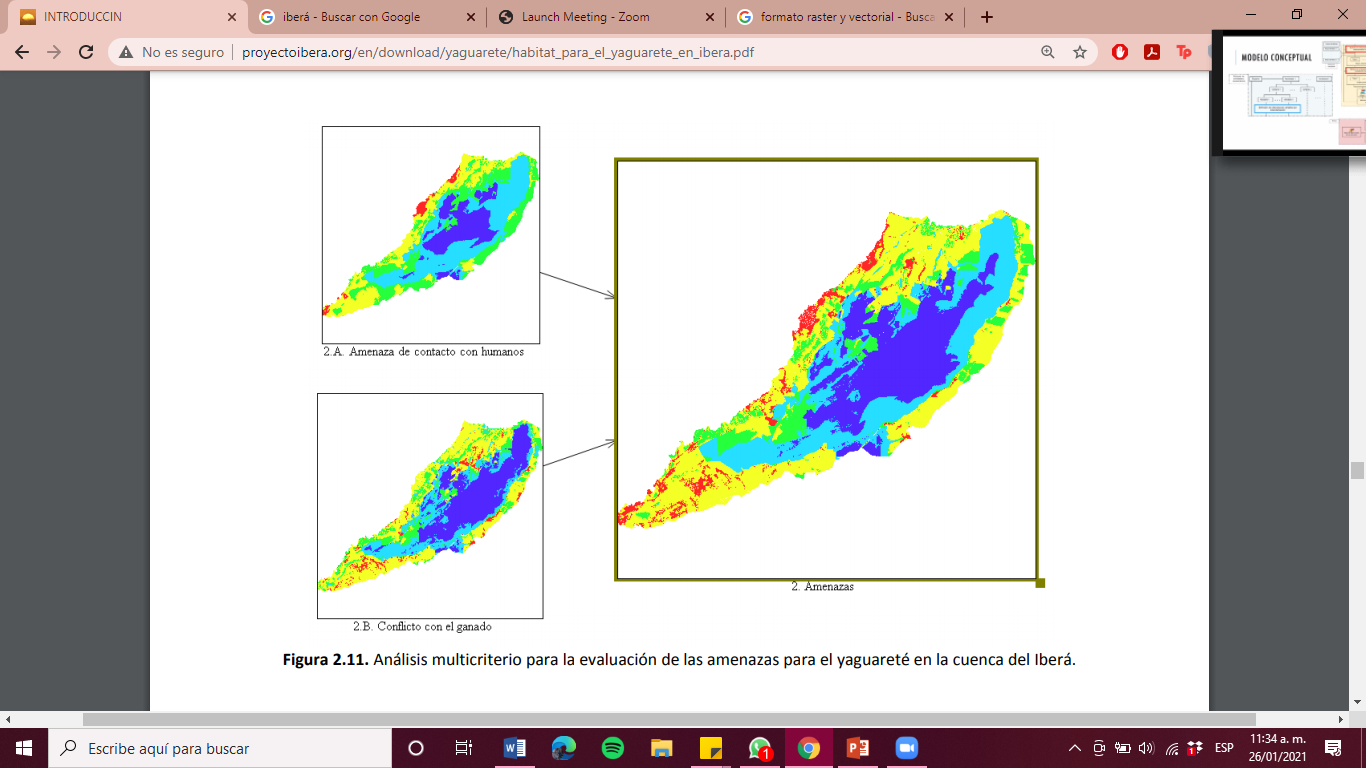 INTRODUCCIN
iberá - Buscar con Google
Launch Meeting - Zoom
formato raster y vectorial - Busca
No es seguro
proyectoibera.org/en/download/yaguarete/habitat_para_el_yaguarete_en_ibera.pdf
MODELO CONCEPTUAL
2.A. Amenaza de contacto con humanos
2.B. Conflicto con el ganado
2. Amenazas
Figura 2.11. Análisis multicriterio para la evaluación de las amenazas para el yaguareté en la cuenca del Iberá.
Escribe aquí para buscar
1
1
ESP
11:34 a. m.
26/01/2021